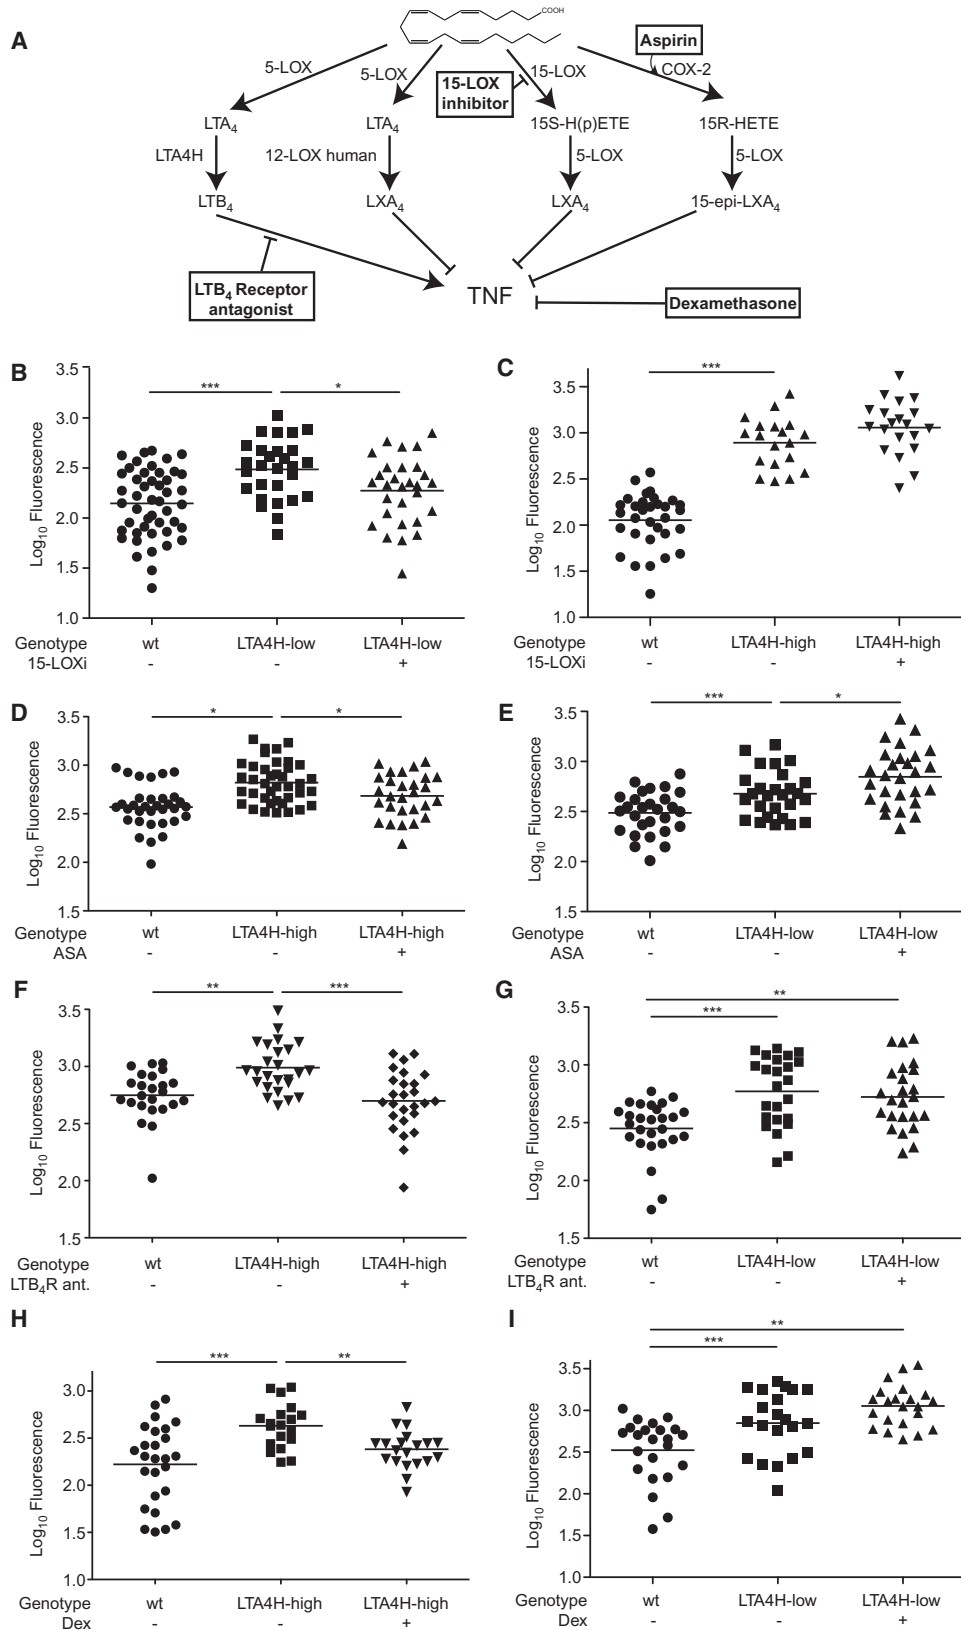 A
COOH
Aspirin
5-LOX
5-LOX
15-LOX
inhibitor
15-LOX
COX-2
LTA4
LTA4
15S-H(p)ETE
15R-HETE
LTA4H
12-LOX human
5-LOX
5-LOX
LTB4
LXA4
LXA4
15-epi-LXA4
LTB4 Receptor
antagonist
TNF
Dexamethasone
B
3.5
3.0
2.5
2.0
1.5
1.0
Log10 Fluorescence
***
*
Genotype wt LTA4H-low LTA4H-low
15-LOXi - - +
C
3.5
3.0
2.5
2.0
1.5
1.0
Log10 Fluorescence
***
Genotype wt LTA4H-high LTA4H-high
15-LOXi - - +
D
3.5
3.0
2.5
2.0
1.5
Log10 Fluorescence
*
*
Genotype wt LTA4H-high LTA4H-high
ASA - - +
E
3.5
3.0
2.5
2.0
1.5
Log10 Fluorescence
***
*
Genotype wt LTA4H-low LTA4H-low
ASA - - +
F
3.5
3.0
2.5
2.0
1.5
Log10 Fluorescence
**
***
Genotype wt LTA4H-high LTA4H-high
LTB4R ant. - - +
G
3.5
3.0
2.5
2.0
1.5
Log10 Fluorescence
**
***
Genotype wt LTA4H-low LTA4H-low
LTB4R ant. - - +
H
3.0
2.5
2.0
1.5
1.0
Log10 Fluorescence
***
**
Genotype wt LTA4H-high LTA4H-high
Dex - - +
I
3.5
3.0
2.5
2.0
1.5
1.0
Log10 Fluorescence
**
***
Genotype wt LTA4H-low LTA4H-low
Dex - - +